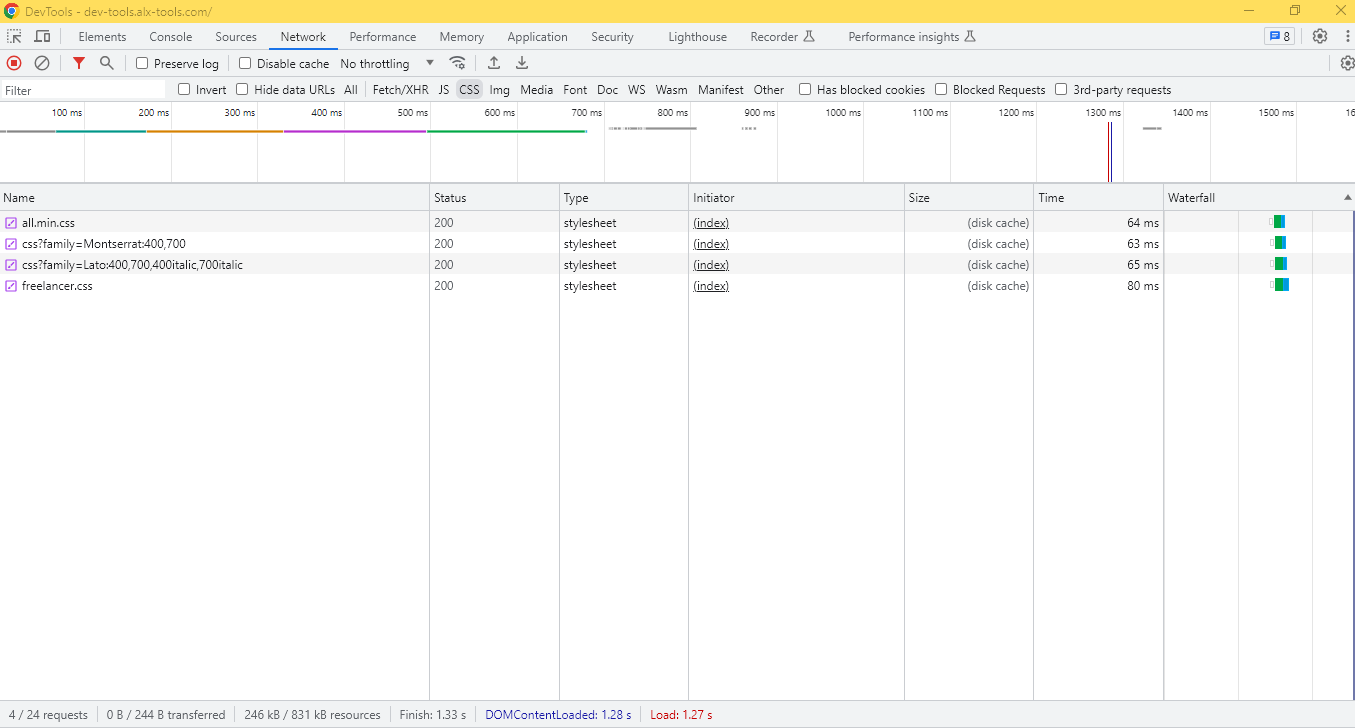 DevTools - dev-tools.alx-tools.com/
Elements Console Sources Network Performance Memory Application Security Lighthouse Recorder Performance insights 8
Preserve log Disable cache No throttling
Filter Invert Hide data URLs All Fetch/XHR JS CSS Img Media Font Doc WS Wasm Manifest Other Has blocked cookies Blocked Requests 3rd-party requests
100 ms 200 ms 300 ms 400 ms 500 ms 600 ms 700 ms 800 ms 900 ms 1000 ms 1100 ms 1200 ms 1300 ms 1400 ms 1500 ms 16
Name Status Type Initiator Size Time Waterfall
all.min.css 200 stylesheet (index) (disk cache) 64 ms
css?family=Montserrat:400,700 200 stylesheet (index) (disk cache) 63 ms
css?family=Lato:400,700,400italic,700italic 200 stylesheet (index) (disk cache) 65 ms
freelancer.css 200 stylesheet (index) (disk cache) 80 ms
4 / 24 requests 0 B / 244 B transferred 246 kB / 831 kB resources Finish: 1.33 s DOMContentLoaded: 1.28 s Load: 1.27 s